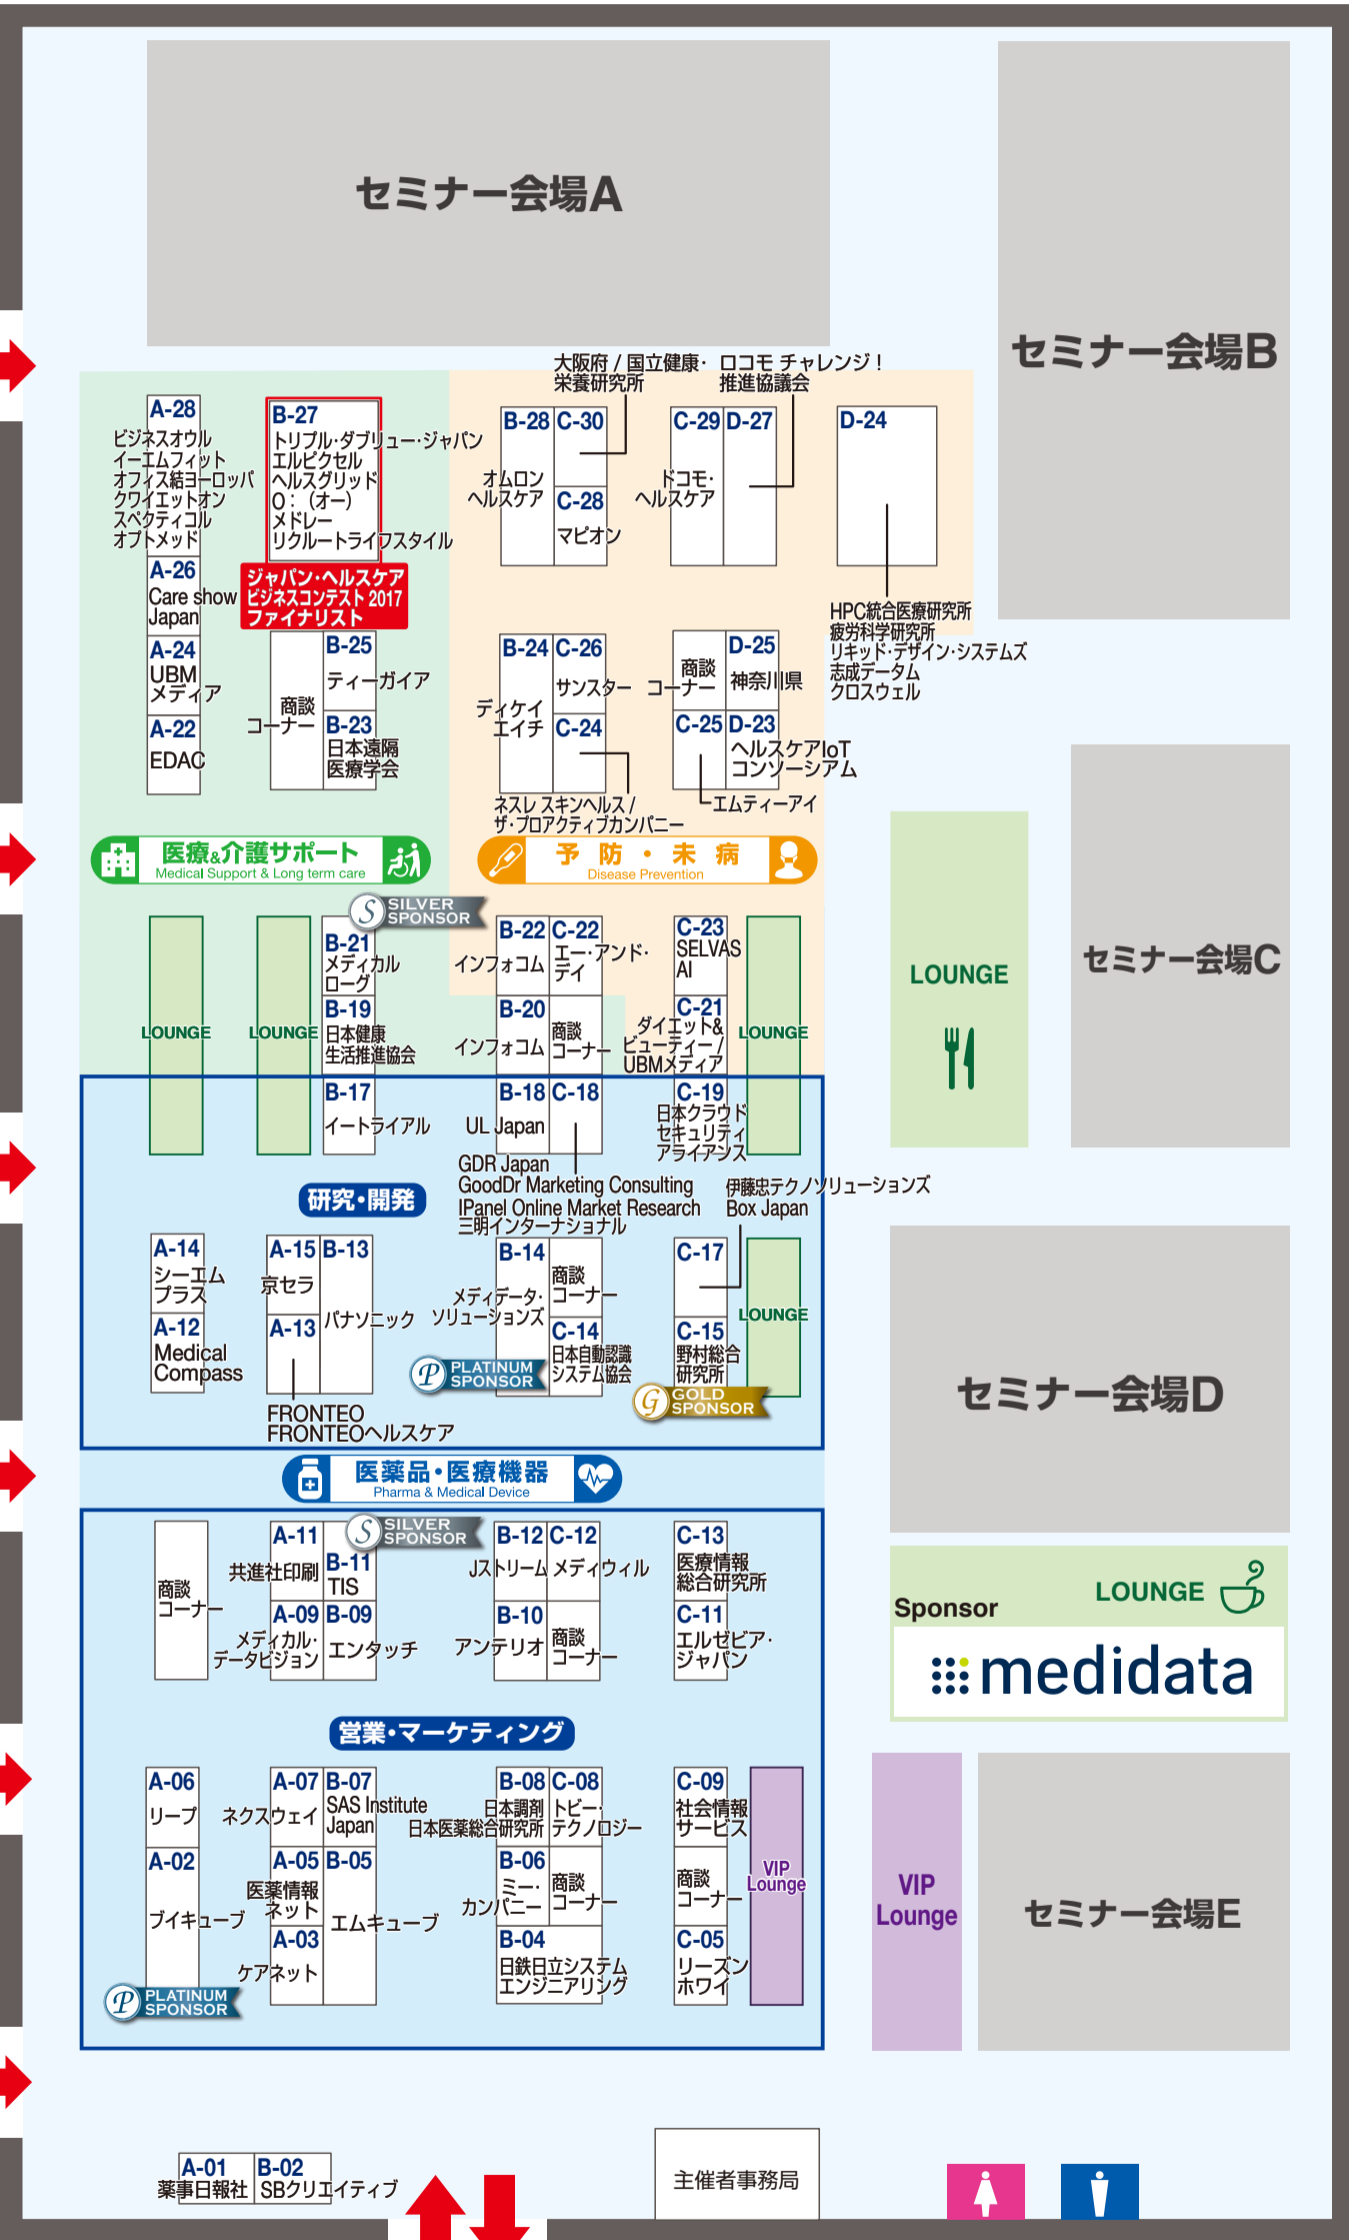 セミナー会場A
セミナー会場B
大阪府 / 国立健康・
栄養研究所
ロコモ チャレンジ！
推進協議会
A-28
ビジネスオウル
イーエムフィット
オフィス結ヨーロッパ
クワイエットオン
スペクティコル
オプトメッド
B-27
トリプル・ダブリュー・ジャパン
エルピクセル
ヘルスグリッド
O：（オー）
メドレー
リクルートライフスタイル
ジャパン・ヘルスケア
ビジネスコンテスト 2017
ファイナリスト
B-28
オムロン
ヘルスケア
C-30
C-28
マピオン
C-29
ドコモ・
ヘルスケア
D-27
D-24
HPC統合医療研究所
疲労科学研究所
リキッド・デザイン・システムズ
志成データム
クロスウェル
A-26
Care show
Japan
A-24
UBM
メディア
A-22
EDAC
商談
コーナー
B-25
ティーガイア
B-23
日本遠隔
医療学会
B-24
ディケイ
エイチ
C-26
サンスター
C-24
ネスレ スキンヘルス /
ザ・プロアクティブカンパニー
商談
コーナー
D-25
神奈川県
C-25
エムティーアイ
D-23
ヘルスケアIoT
コンソーシアム
医療&介護サポート
Medical Support & Long term care
予防・未病
Disease Prevention
LOUNGE
セミナー会場C
LOUNGE
LOUNGE
SILVER
SPONSOR
B-21
メディカル
ローグ
B-19
日本健康
生活推進協会
B-17
イートライアル
B-22
インフォコム
C-22
エー・アンド・
デイ
B-20
インフォコム
商談
コーナー
B-18
UL Japan
C-18
GDR Japan
GoodDr Marketing Consulting
IPanel Online Market Research
三明インターナショナル
C-23
SELVAS
AI
C-21
ダイエット&
ビューティー /
UBMメディア
C-19
日本クラウド
セキュリティ
アライアンス
LOUNGE
研究・開発
伊藤忠テクノソリューションズ
Box Japan
A-14
シーエム
プラス
A-12
Medical
Compass
A-15
京セラ
A-13
FRONTEO
FRONTEOヘルスケア
B-13
パナソニック
B-14
メディデータ・
ソリューションズ
PLATINUM
SPONSOR
商談
コーナー
C-14
日本自動認識
システム協会
C-17
C-15
野村総合
研究所
GOLD
SPONSOR
LOUNGE
セミナー会場D
医薬品・医療機器
Pharma & Medical Device
商談
コーナー
A-11
共進社印刷
SILVER
SPONSOR
B-11
TIS
A-09
メディカル・
データビジョン
B-09
エンタッチ
B-12
Jストリーム
C-12
メディウィル
B-10
アンテリオ
商談
コーナー
C-13
医療情報
総合研究所
C-11
エルゼビア・
ジャパン
LOUNGE
Sponsor
medidata
営業・マーケティング
A-06
リープ
A-02
ブイキューブ
PLATINUM
SPONSOR
A-07
ネクスウェイ
B-07
SAS Institute
Japan
A-05
医薬情報
ネット
B-05
エムキューブ
A-03
ケアネット
B-08
日本調剤
日本医薬総合研究所
C-08
トビー・
テクノロジー
B-06
ミー・
カンパニー
商談
コーナー
B-04
日鉄日立システム
エンジニアリング
C-09
社会情報
サービス
商談
コーナー
C-05
リーズン
ホワイ
VIP
Lounge
VIP
Lounge
セミナー会場E
A-01
薬事日報社
B-02
SBクリエイティブ
主催者事務局